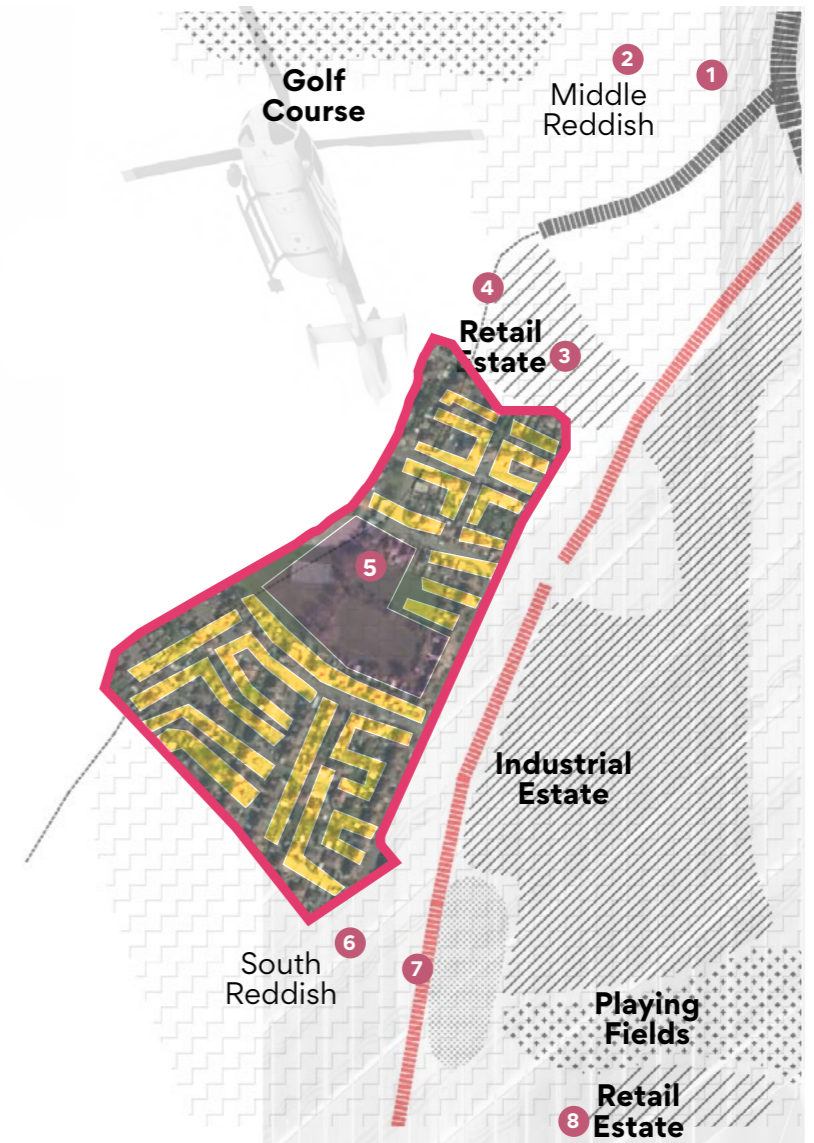 Golf
Course
2
1
Middle
Reddish
4
Retail
Estate
3
5
Industrial
Estate
6
South
Reddish
7
Playing
Fields
Retail
Estate
8